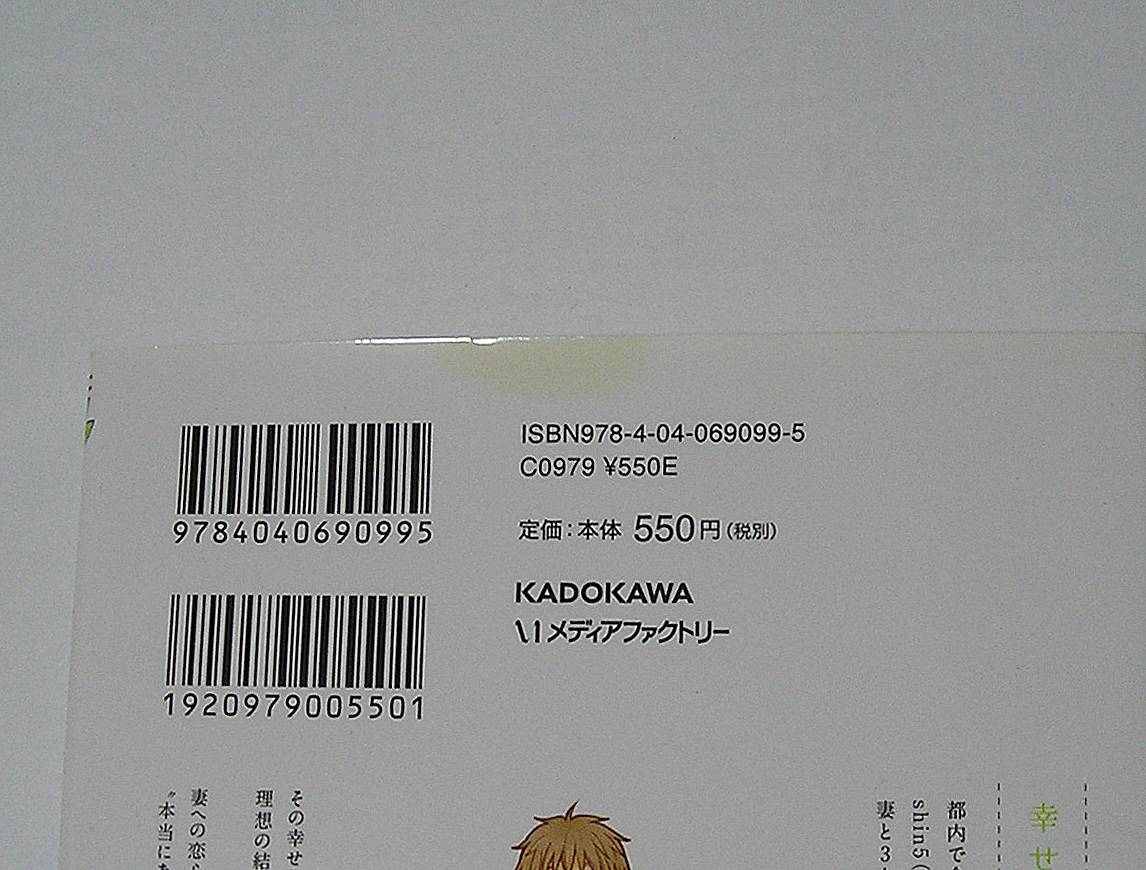 ISBN978-4-04-069099-5
C0979 ¥550E
定価：本体 550円（税別）
KADOKAWA
メディアファクトリー
9784040690995
1920979005501
幸せ
都内で
shin5（
妻と3
その幸せ
理想の結
妻への恋
〝本当に